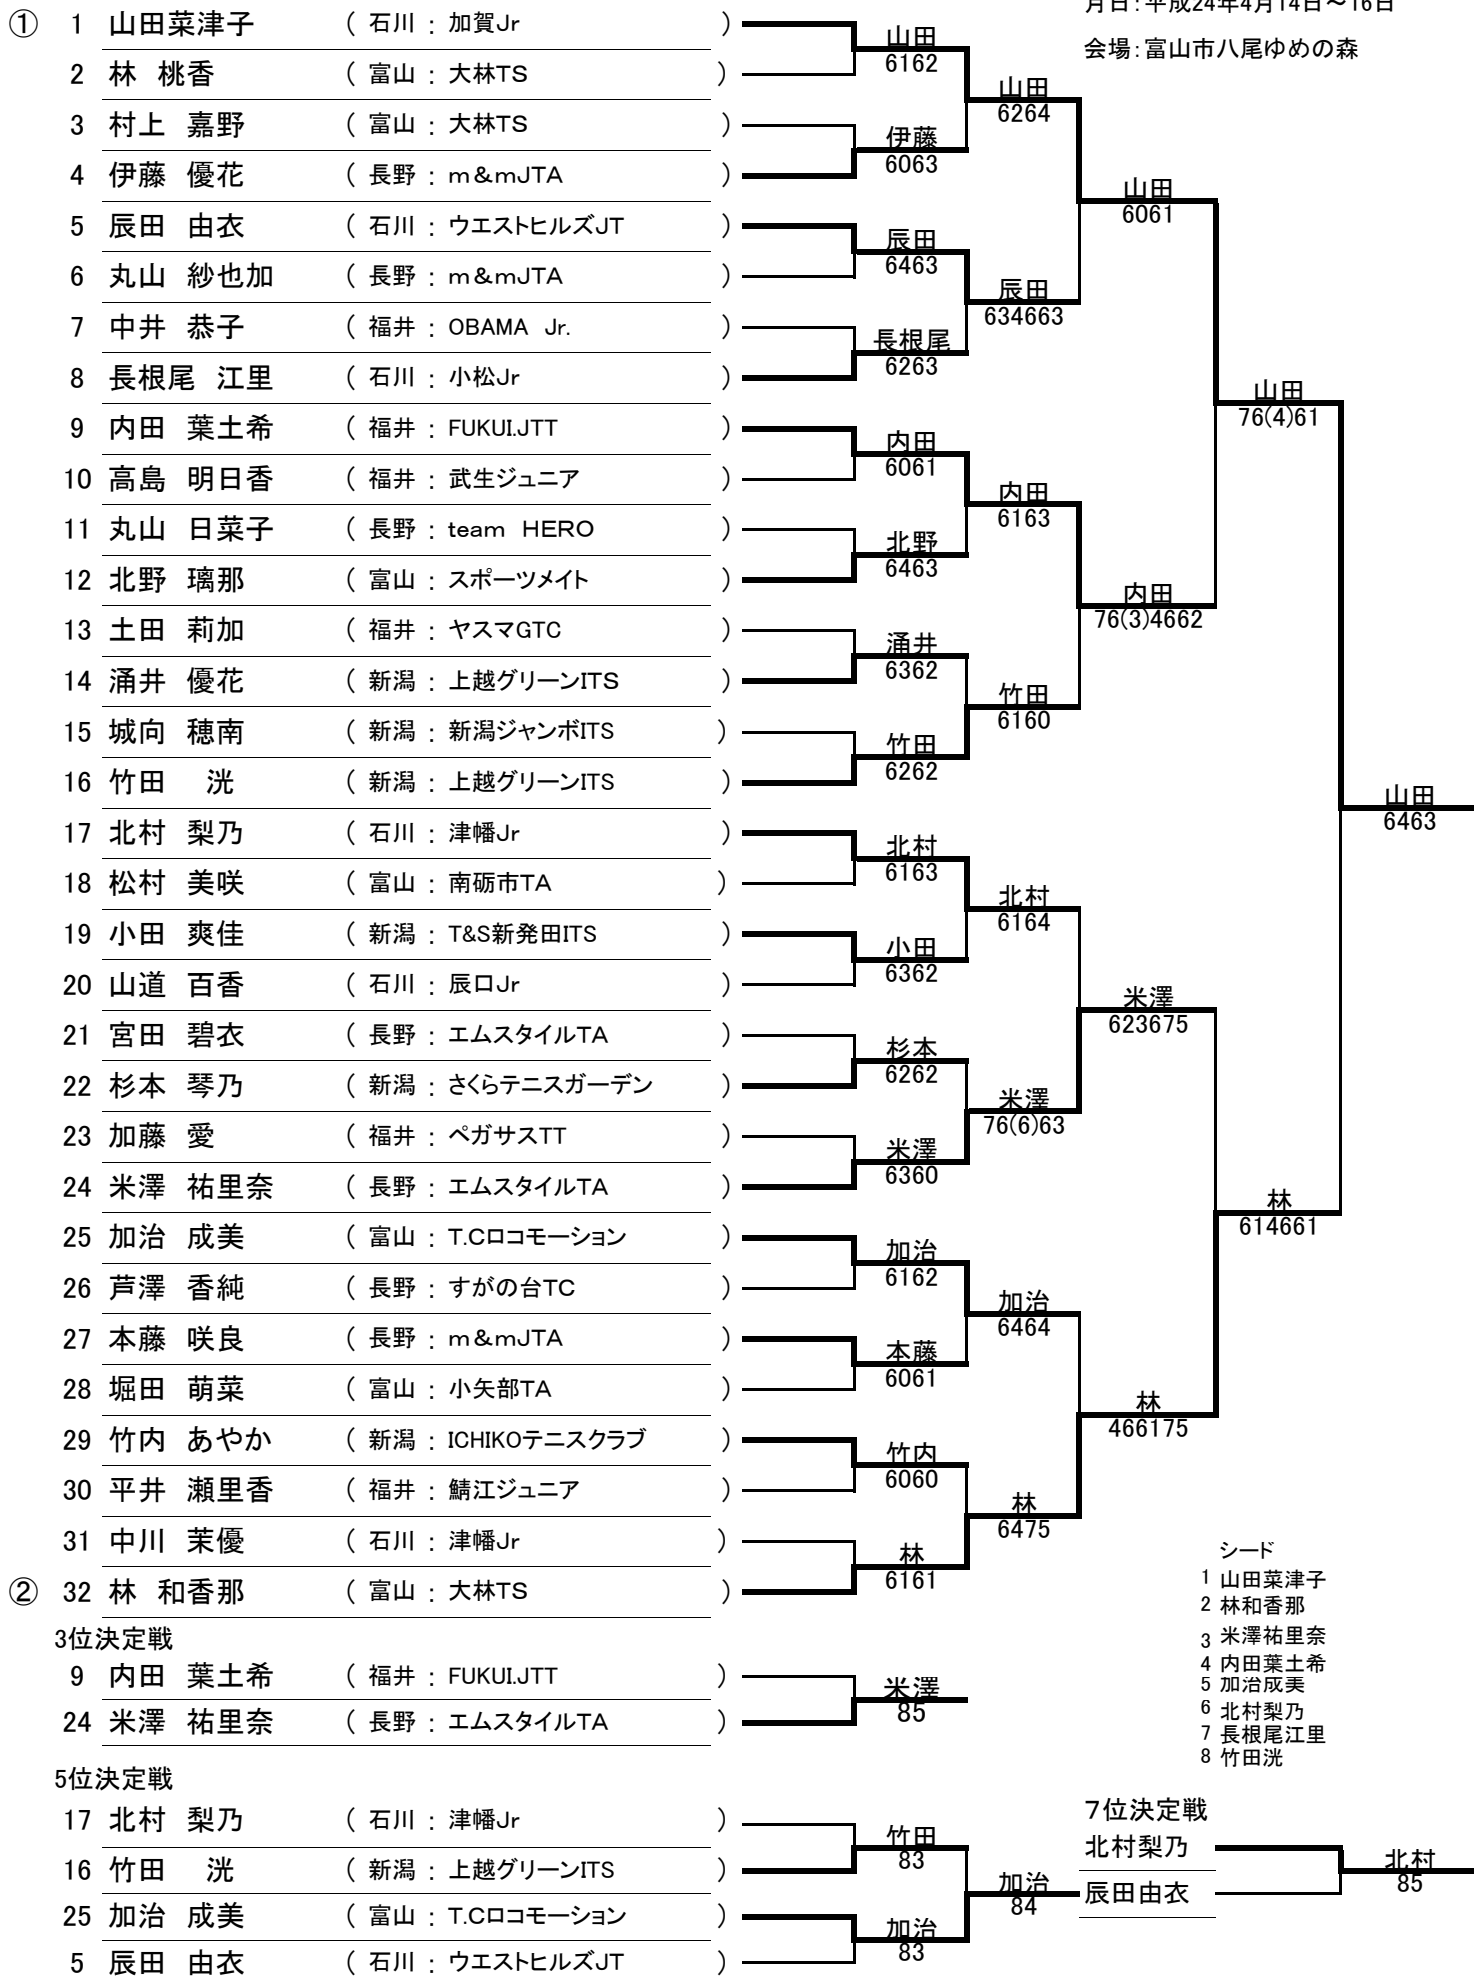 月日：平成24年4月14日～16日
会場：富山市八尾ゆめの森
① 1 山田菜津子 （ 石川 ： 加賀Jr ）
2 林 桃香 （ 富山 ： 大林TS ）
3 村上 嘉野 （ 富山 ： 大林TS ）
4 伊藤 優花 （ 長野 ： m＆mJTA ）
5 辰田 由衣 （ 石川 ： ウエストヒルズJT ）
6 丸山 紗也加 （ 長野 ： m＆mJTA ）
7 中井 恭子 （ 福井 ： OBAMA Jr. ）
8 長根尾 江里 （ 石川 ： 小松Jr ）
9 内田 葉土希 （ 福井 ： FUKUI.JTT ）
10 高島 明日香 （ 福井 ： 武生ジュニア ）
11 丸山 日菜子 （ 長野 ： team HERO ）
12 北野 璃那 （ 富山 ： スポーツメイト ）
13 土田 莉加 （ 福井 ： ヤスマGTC ）
14 涌井 優花 （ 新潟 ： 上越グリーンITS ）
15 城向 穂南 （ 新潟 ： 新潟ジャンボITS ）
16 竹田 洸 （ 新潟 ： 上越グリーンITS ）
17 北村 梨乃 （ 石川 ： 津幡Jr ）
18 松村 美咲 （ 富山 ： 南砺市TA ）
19 小田 爽佳 （ 新潟 ： T&S新発田ITS ）
20 山道 百香 （ 石川 ： 辰口Jr ）
21 宮田 碧衣 （ 長野 ： エムスタイルTA ）
22 杉本 琴乃 （ 新潟 ： さくらテニスガーデン ）
23 加藤 愛 （ 福井 ： ペガサスTT ）
24 米澤 祐里奈 （ 長野 ： エムスタイルTA ）
25 加治 成美 （ 富山 ： T.Cロコモーション ）
26 芦澤 香純 （ 長野 ： すがの台TC ）
27 本藤 咲良 （ 長野 ： m＆mJTA ）
28 堀田 萌菜 （ 富山 ： 小矢部TA ）
29 竹内 あやか （ 新潟 ： ICHIKOテニスクラブ ）
30 平井 瀬里香 （ 福井 ： 鯖江ジュニア ）
31 中川 茉優 （ 石川 ： 津幡Jr ）
② 32 林 和香那 （ 富山 ： 大林TS ）
山田
6162
伊藤
6063
辰田
6463
長根尾
6263
内田
6061
北野
6463
涌井
6362
竹田
6262
北村
6163
小田
6362
杉本
6262
米澤
6360
加治
6162
本藤
6061
竹内
6060
林
6161
山田
6264
辰田
634663
内田
6163
竹田
6160
北村
6164
米澤
76(6)63
加治
6464
林
6475
山田
6061
内田
76(3)4662
米澤
623675
林
466175
山田
76(4)61
林
614661
山田
6463
シード
1 山田菜津子
2 林和香那
3 米澤祐里奈
4 内田葉土希
5 加治成美
6 北村梨乃
7 長根尾江里
8 竹田洸
3位決定戦
9 内田 葉土希 （ 福井 ： FUKUI.JTT ）
24 米澤 祐里奈 （ 長野 ： エムスタイルTA ）
米澤
85
5位決定戦
17 北村 梨乃 （ 石川 ： 津幡Jr ）
16 竹田 洸 （ 新潟 ： 上越グリーンITS ）
25 加治 成美 （ 富山 ： T.Cロコモーション ）
5 辰田 由衣 （ 石川 ： ウエストヒルズJT ）
竹田
83
加治
83
加治
84
７位決定戦
北村梨乃
辰田由衣
北村
85